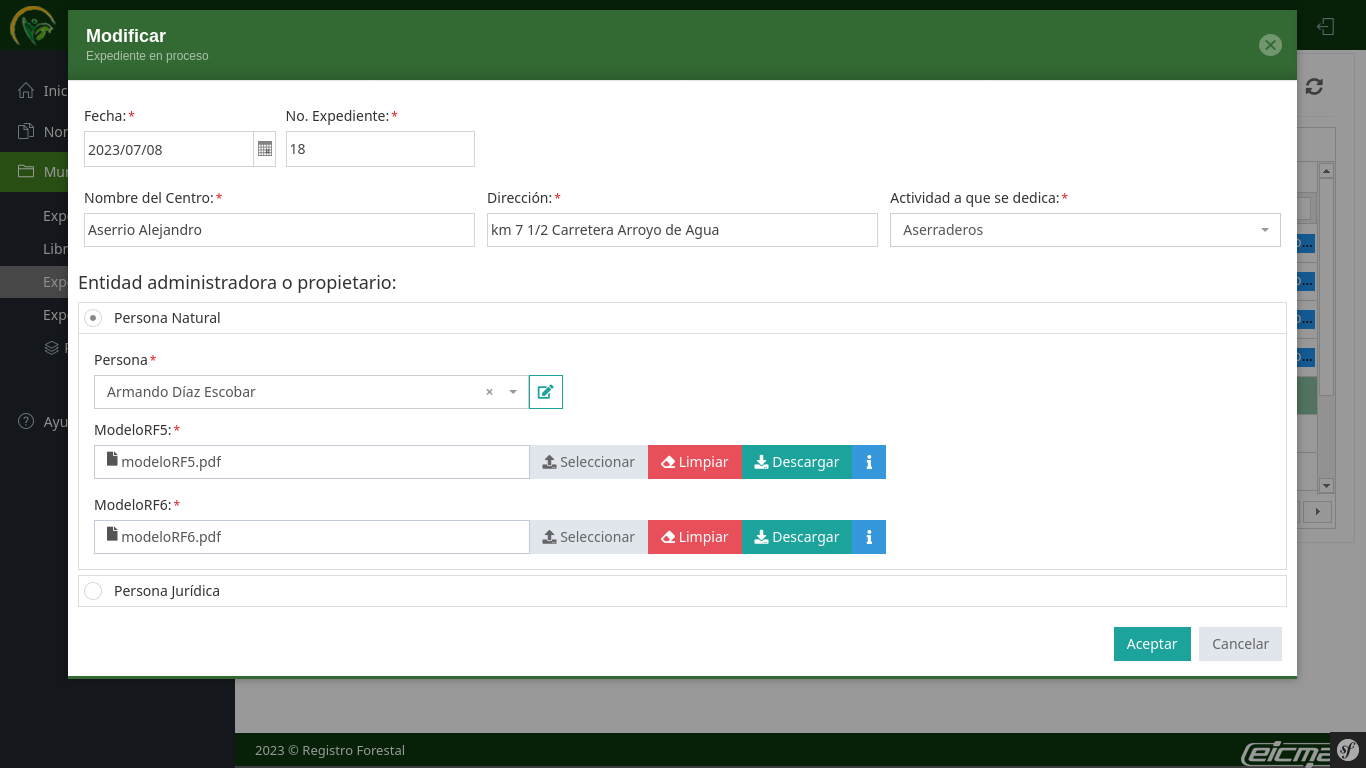 Modificar
Expediente en proceso
Inic
Nor
Mur
Exp
Libr
Exp
Exp
Ayu
Fecha:*
No. Expediente:*
2023/07/08
18
Nombre del Centro:*
Dirección:*
Actividad a que se dedica:*
Aserrio Alejandro
km 7 1/2 Carretera Arroyo de Agua
Aserraderos
Entidad administradora o propietario:
Persona Natural
Persona*
Armando Díaz Escobar ×
ModeloRF5:*
modeloRF5.pdf Seleccionar Limpiar Descargar i
ModeloRF6:*
modeloRF6.pdf Seleccionar Limpiar Descargar i
Persona Jurídica
Aceptar Cancelar
2023 © Registro Forestal
eicma
sf